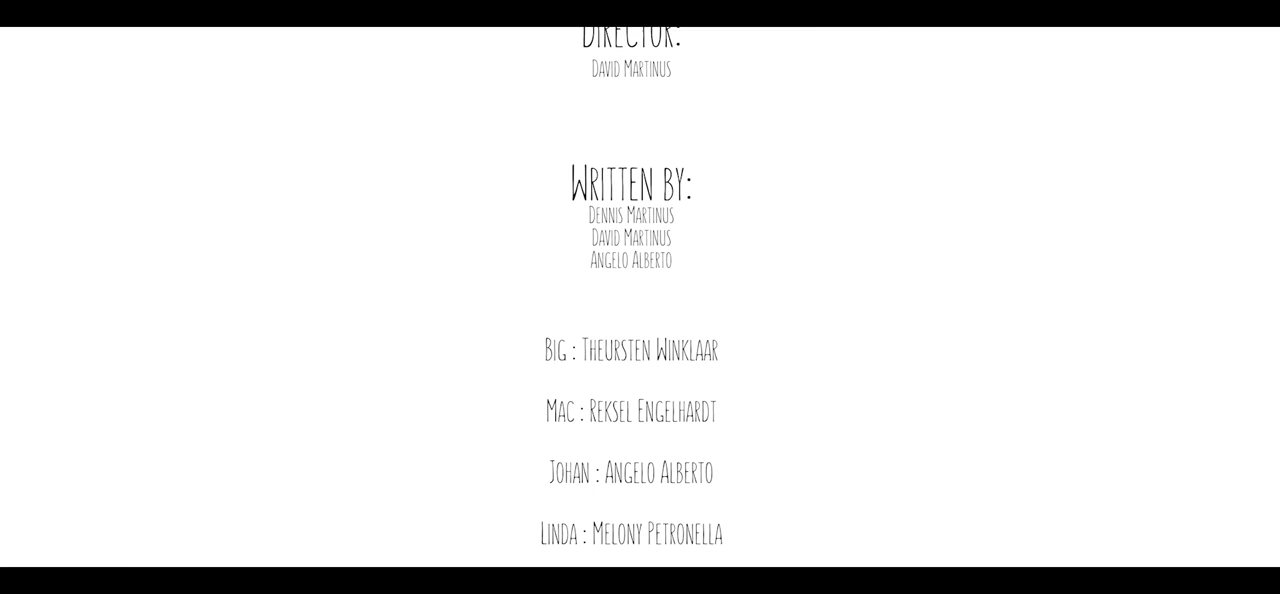 Director:
David Martinus
Written by:
Dennis Martinus
David Martinus
Angelo Alberto
Big : Theursten Winklaar
Mac : Reksel Engelhardt
Johan : Angelo Alberto
Linda : Melony Petronella